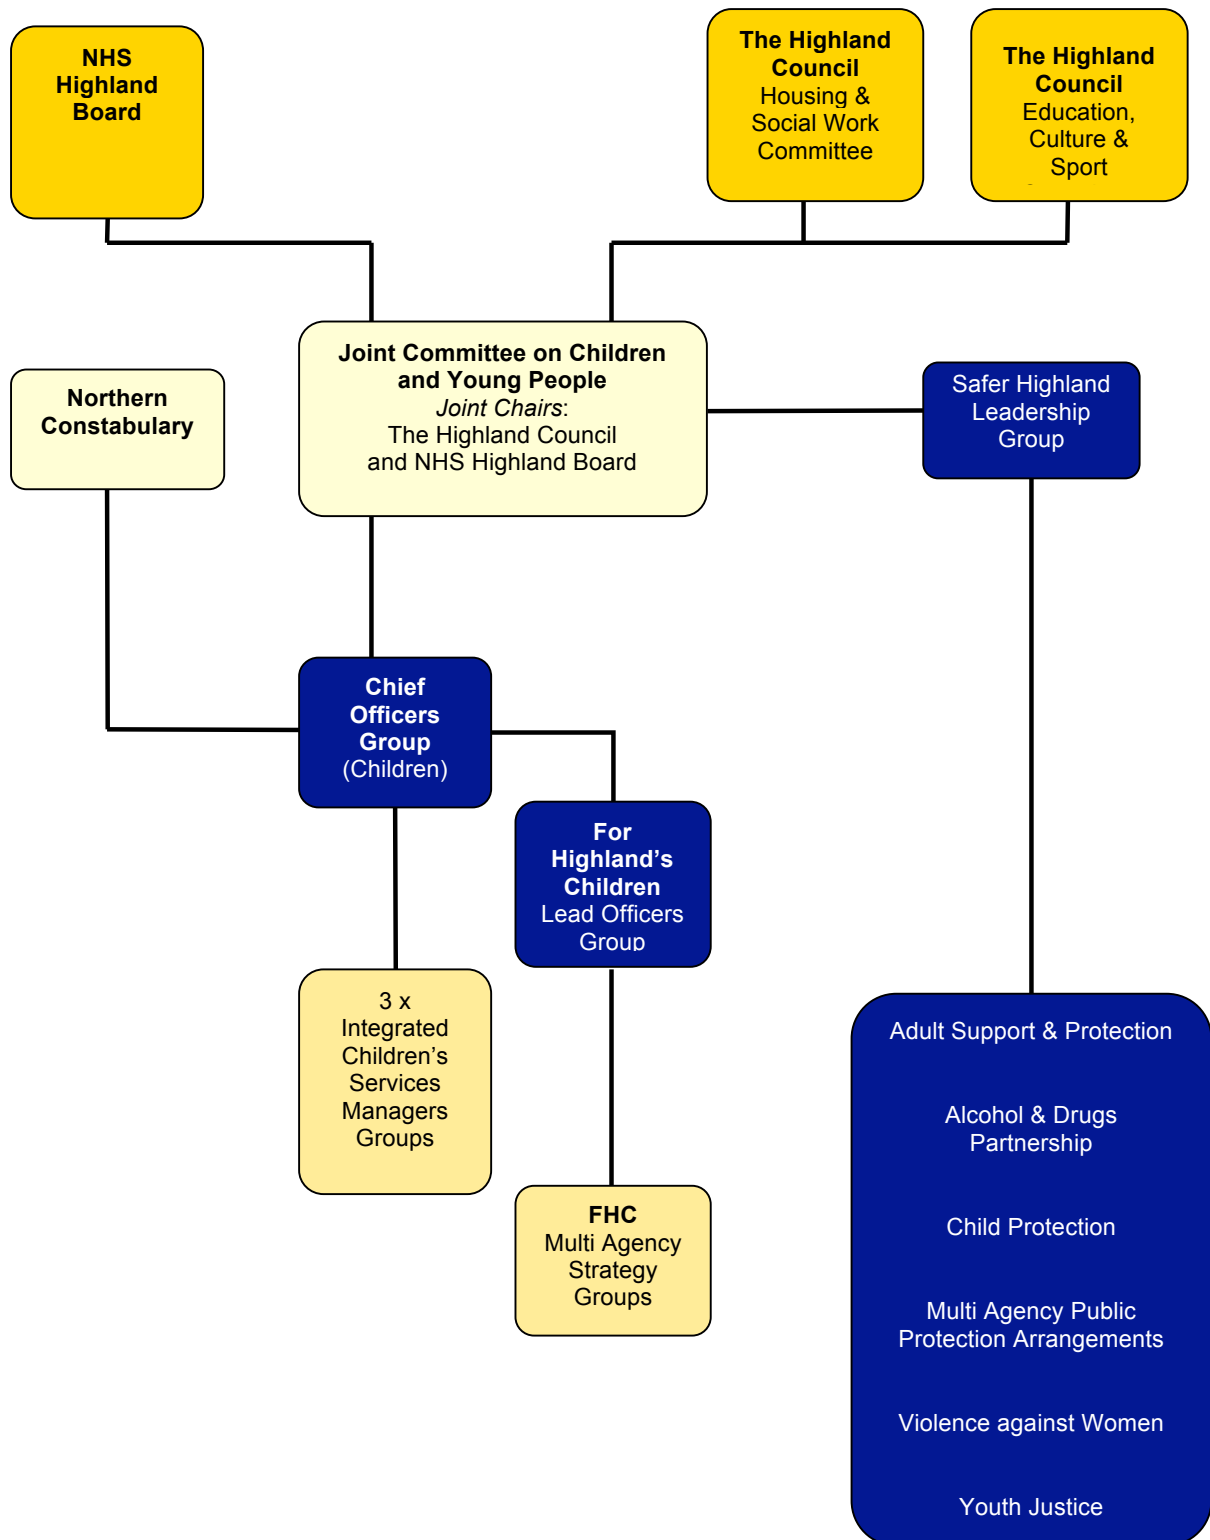 NHS
Highland
Board
The Highland
Council
Housing &
Social Work
Committee
The Highland
Council
Education,
Culture &
Sport
Joint Committee on Children
and Young People
Joint Chairs:
The Highland Council
and NHS Highland Board
Northern
Constabulary
Safer Highland
Leadership
Group
Chief
Officers
Group
(Children)
For
Highland’s
Children
Lead Officers
Group
3 x
Integrated
Children’s
Services
Managers
Groups
FHC
Multi Agency
Strategy
Groups
Adult Support & Protection
Alcohol & Drugs
Partnership
Child Protection
Multi Agency Public
Protection Arrangements
Violence against Women
Youth Justice